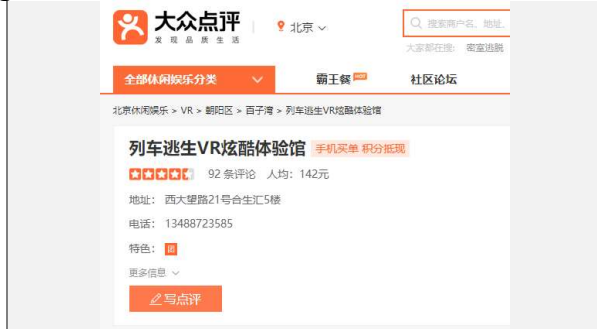 大众点评
发现品质生活
北京
搜索商户名、地址、
大家都在搜： 密室逃脱
全部休闲娱乐分类
霸王餐 HOT
社区论坛
北京休闲娱乐 > VR > 朝阳区 > 百子湾 > 列车逃生VR炫酷体验馆
列车逃生VR炫酷体验馆 手机买单 积分抵现
92 条评论 人均：142元
地址： 西大望路21号合生汇5楼
电话： 13488723585
特色： 团
更多信息
写点评